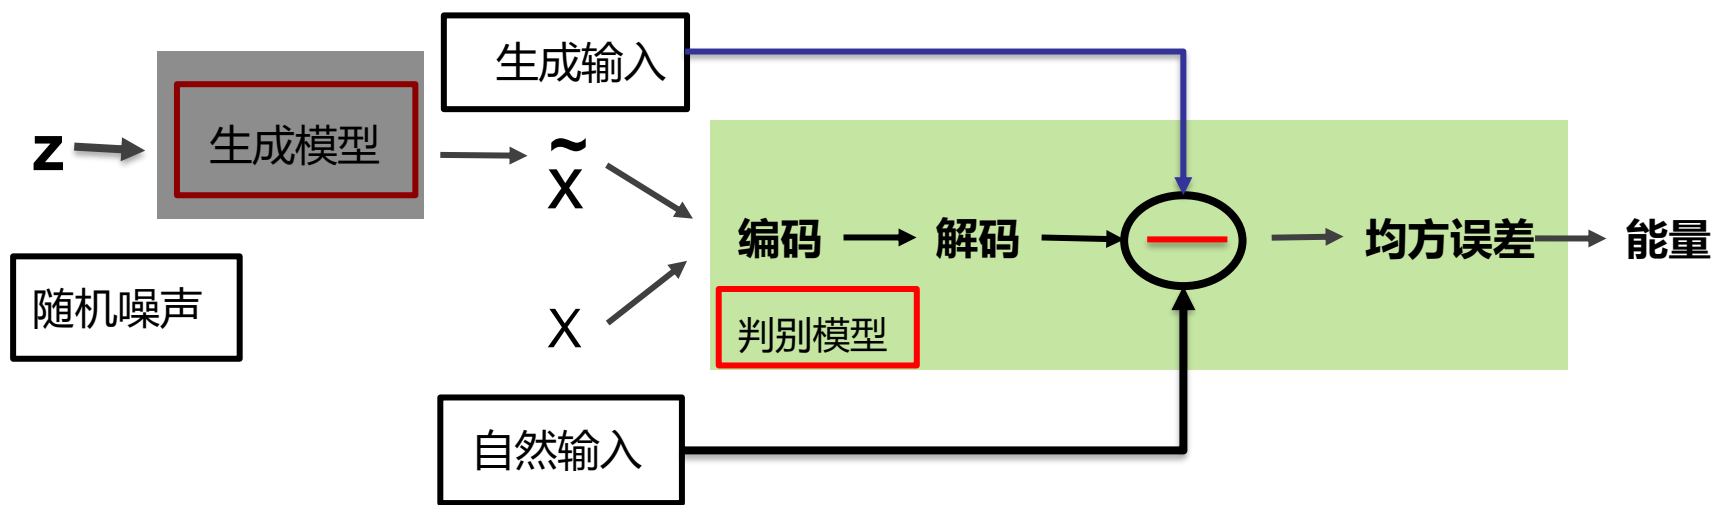 生成输入
z
生成模型
x̃
编码
解码
均方误差
能量
随机噪声
x
判别模型
自然输入